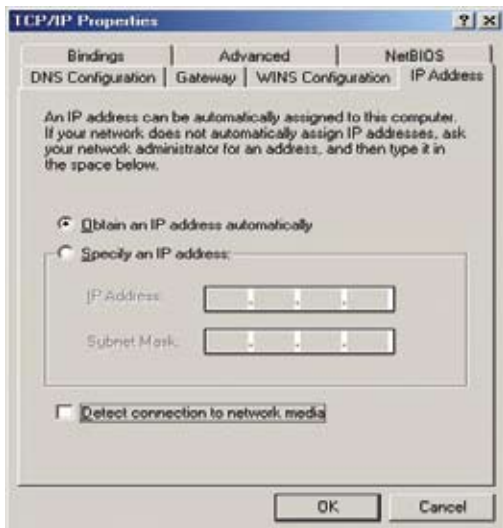 TCP/IP Properties
? X
Bindings Advanced NetBIOS
DNS Configuration Gateway WINS Configuration IP Address
An IP address can be automatically assigned to this computer.
If your network does not automatically assign IP addresses, ask
your network administrator for an address, and then type it in
the space below.
Obtain an IP address automatically
Specify an IP address:
IP Address:
Subnet Mask:
Detect connection to network media
OK Cancel